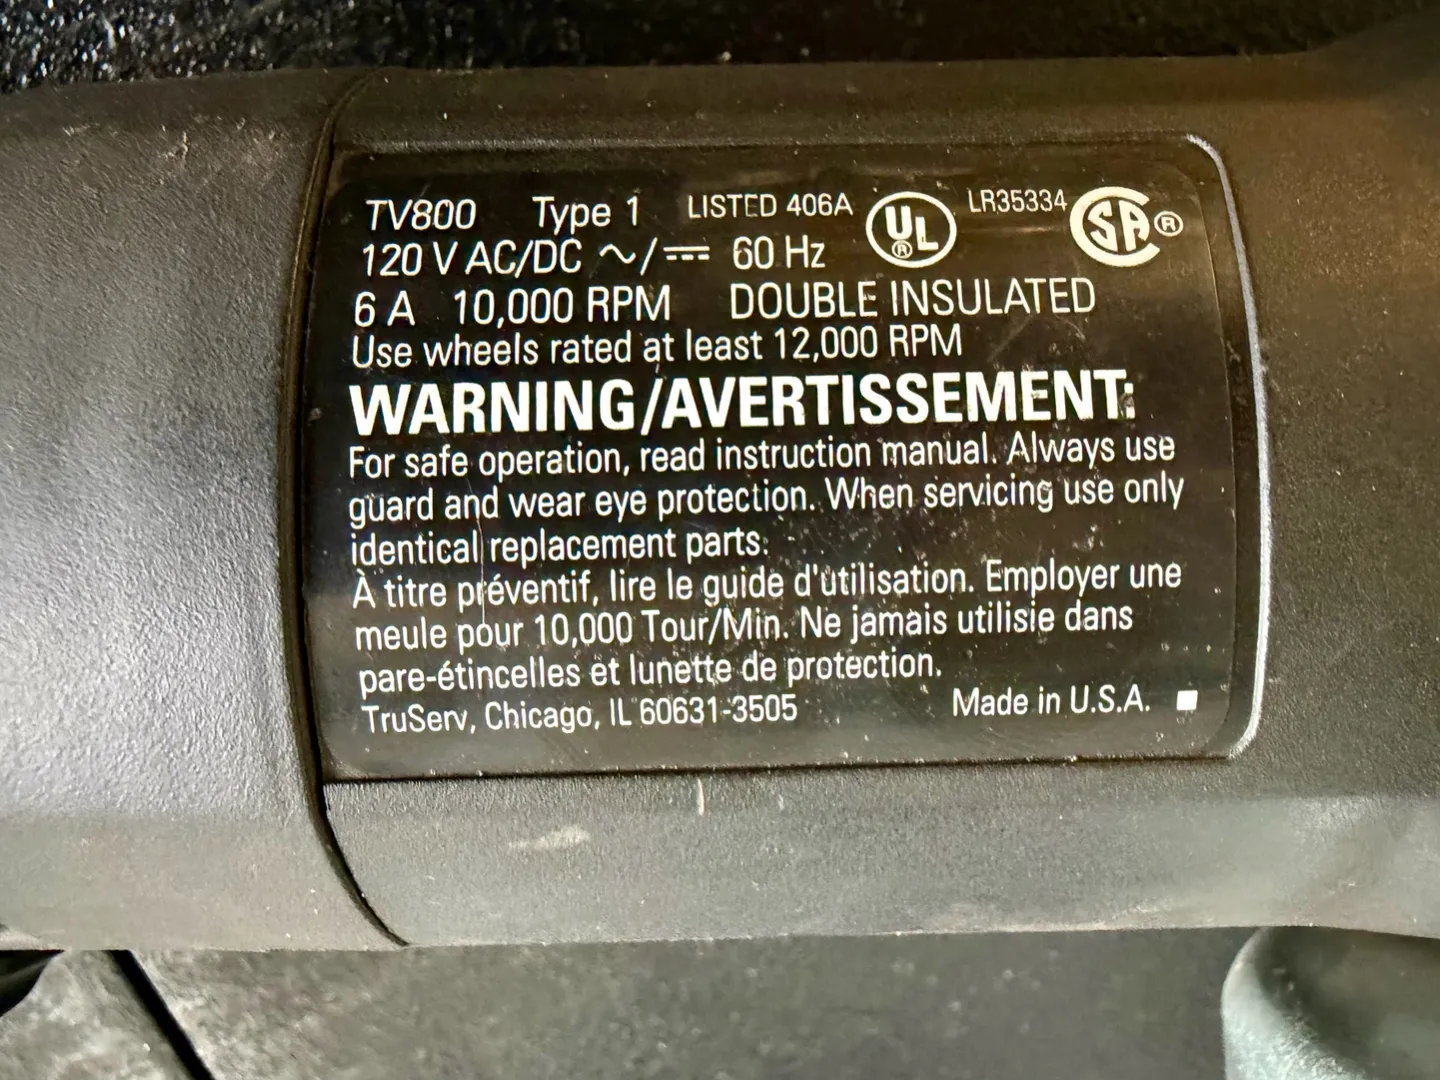 TV800 Type 1 LISTED 406A UL® LR35334 CSA®
120 V AC/DC ⏦/⎓ 60 Hz
6 A 10,000 RPM DOUBLE INSULATED
Use wheels rated at least 12,000 RPM
WARNING/AVERTISSEMENT:
For safe operation, read instruction manual. Always use
guard and wear eye protection. When servicing use only
identical replacement parts.
À titre préventif, lire le guide d'utilisation. Employer une
meule pour 10,000 Tour/Min. Ne jamais utilisie dans
pare-étincelles et lunette de protection.
TruServ, Chicago, IL 60631-3505 Made in U.S.A. ■